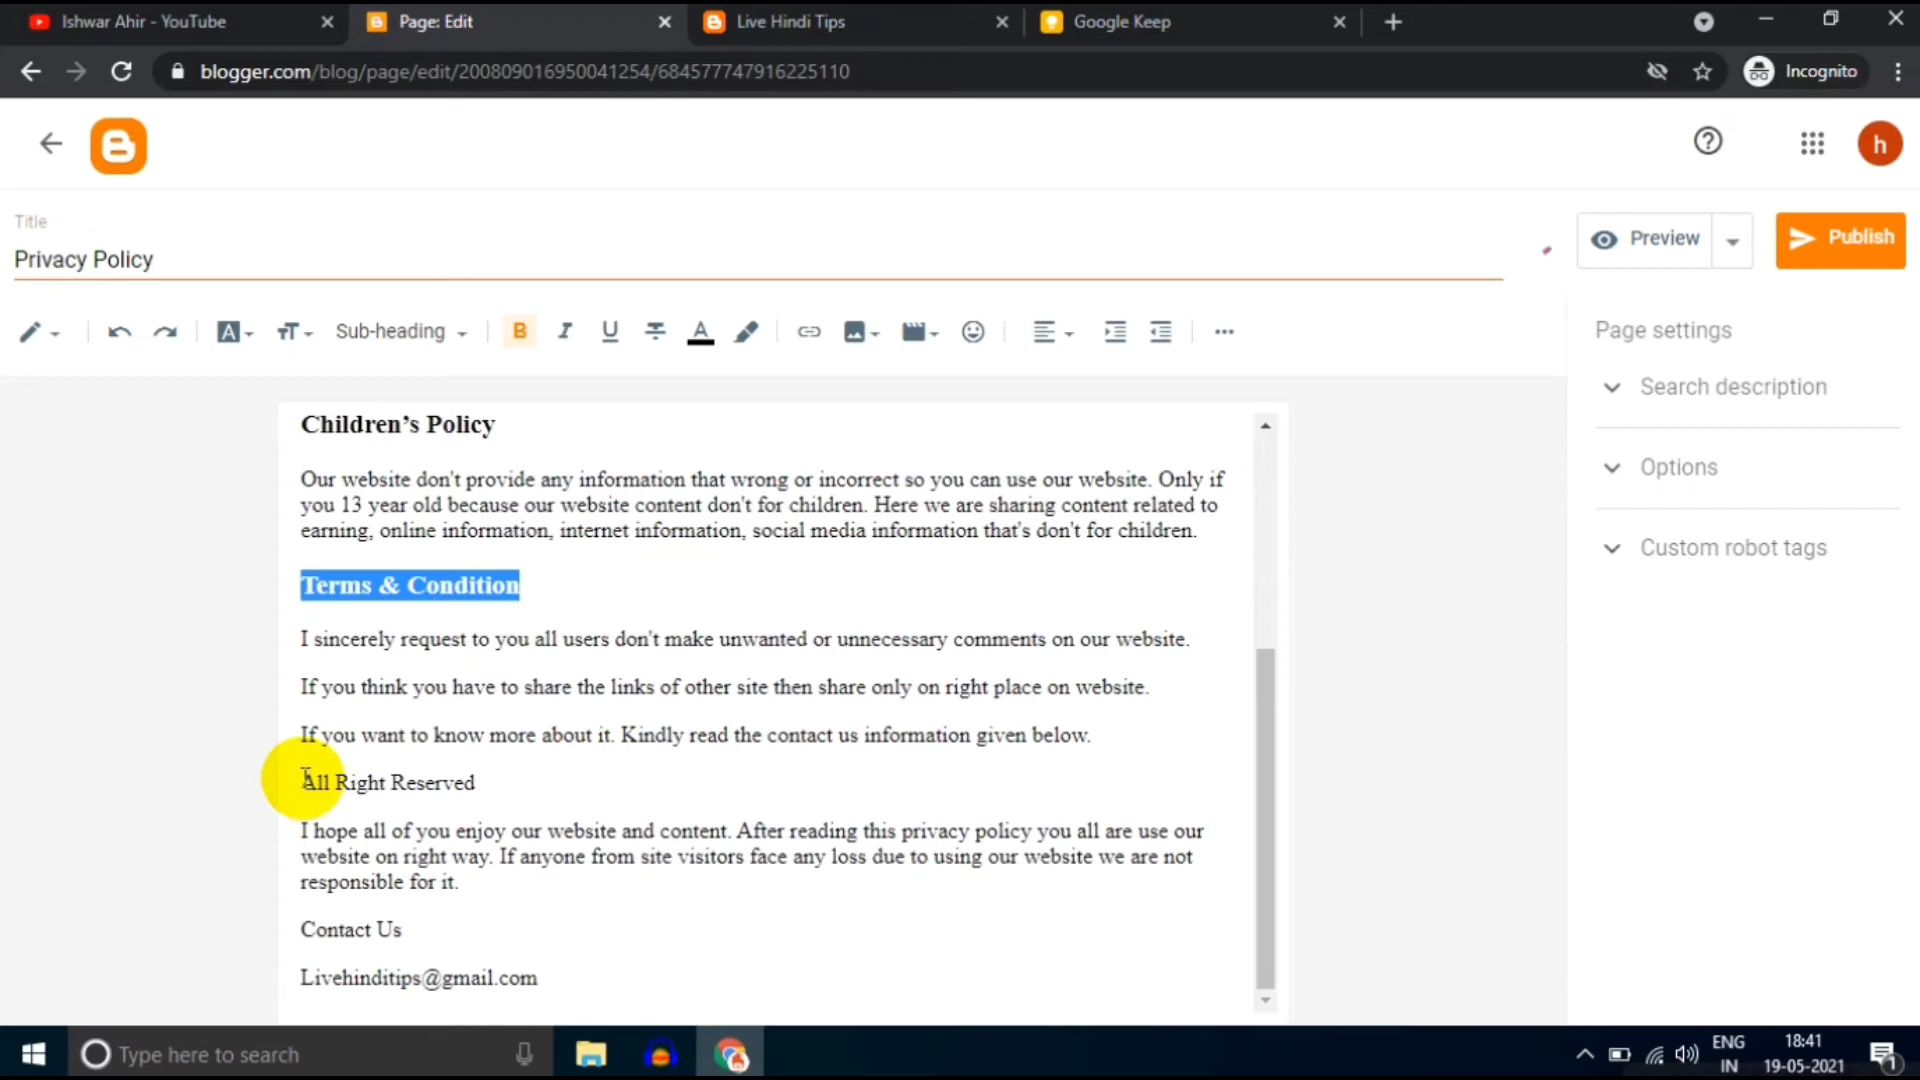 Ishwar Ahir - YouTube
Page: Edit
Live Hindi Tips
Google Keep
blogger.com/blog/page/edit/200809016950041254/684577747916225110
Incognito
h
Title
Privacy Policy
Preview
Publish
Sub-heading
B
Page settings
Search description
Options
Custom robot tags
Children’s Policy
Our website don't provide any information that wrong or incorrect so you can use our website. Only if
you 13 year old because our website content don't for children. Here we are sharing content related to
earning, online information, internet information, social media information that's don't for children.
Terms & Condition
I sincerely request to you all users don't make unwanted or unnecessary comments on our website.
If you think you have to share the links of other site then share only on right place on website.
If you want to know more about it. Kindly read the contact us information given below.
All Right Reserved
I hope all of you enjoy our website and content. After reading this privacy policy you all are use our
website on right way. If anyone from site visitors face any loss due to using our website we are not
responsible for it.
Contact Us
Livehinditips@gmail.com
Type here to search
ENG
IN
18:41
19-05-2021
1